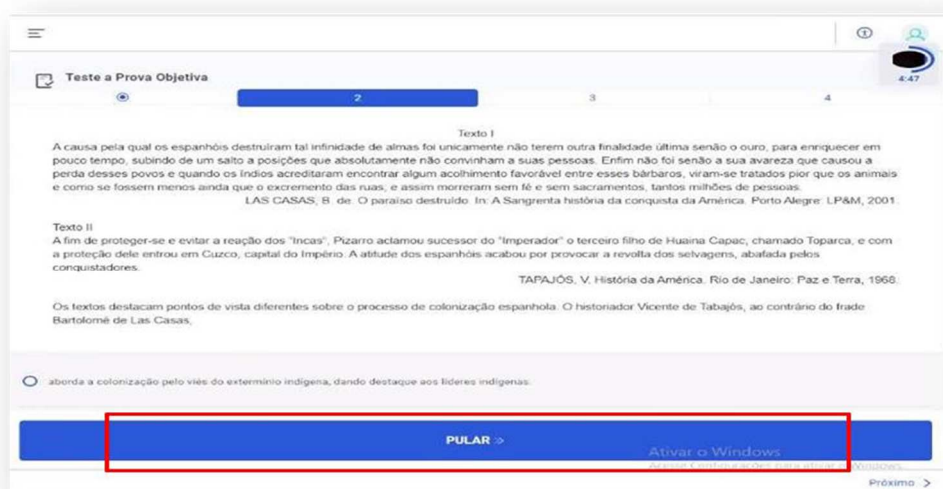 4:47
Teste a Prova Objetiva
2
3
4
Texto I
A causa pela qual os espanhóis destruíram tal infinidade de almas foi unicamente não terem outra finalidade última senão o ouro, para enriquecer em
pouco tempo, subindo de um salto a posições que absolutamente não convinham a suas pessoas. Enfim não foi senão a sua avareza que causou a
perda desses povos e quando os índios acreditaram encontrar algum acolhimento favorável entre esses bárbaros, viram-se tratados pior que os animais
e como se fossem menos ainda que o excremento das ruas; e assim morreram sem fé e sem sacramentos, tantos milhões de pessoas.
LAS CASAS, B. de. O paraíso destruído. In: A Sangrenta história da conquista da América. Porto Alegre: LP&M, 2001.
Texto II
A fim de proteger-se e evitar a reação dos "Incas", Pizarro aclamou sucessor do "Imperador" o terceiro filho de Huaina Capac, chamado Toparca, e com
a proteção dele entrou em Cuzco, capital do Império. A atitude dos espanhóis acabou por provocar a revolta dos selvagens, abafada pelos
conquistadores.
TAPAJÓS, V. História da América. Rio de Janeiro: Paz e Terra, 1968.
Os textos destacam pontos de vista diferentes sobre o processo de colonização espanhola. O historiador Vicente de Tabajós, ao contrário do frade
Bartolomé de Las Casas,
aborda a colonização pelo viés do extermínio indígena, dando destaque aos líderes indígenas.
PULAR »
Ativar o Windows
Acesse Configurações para ativar o Windows.
Próximo >